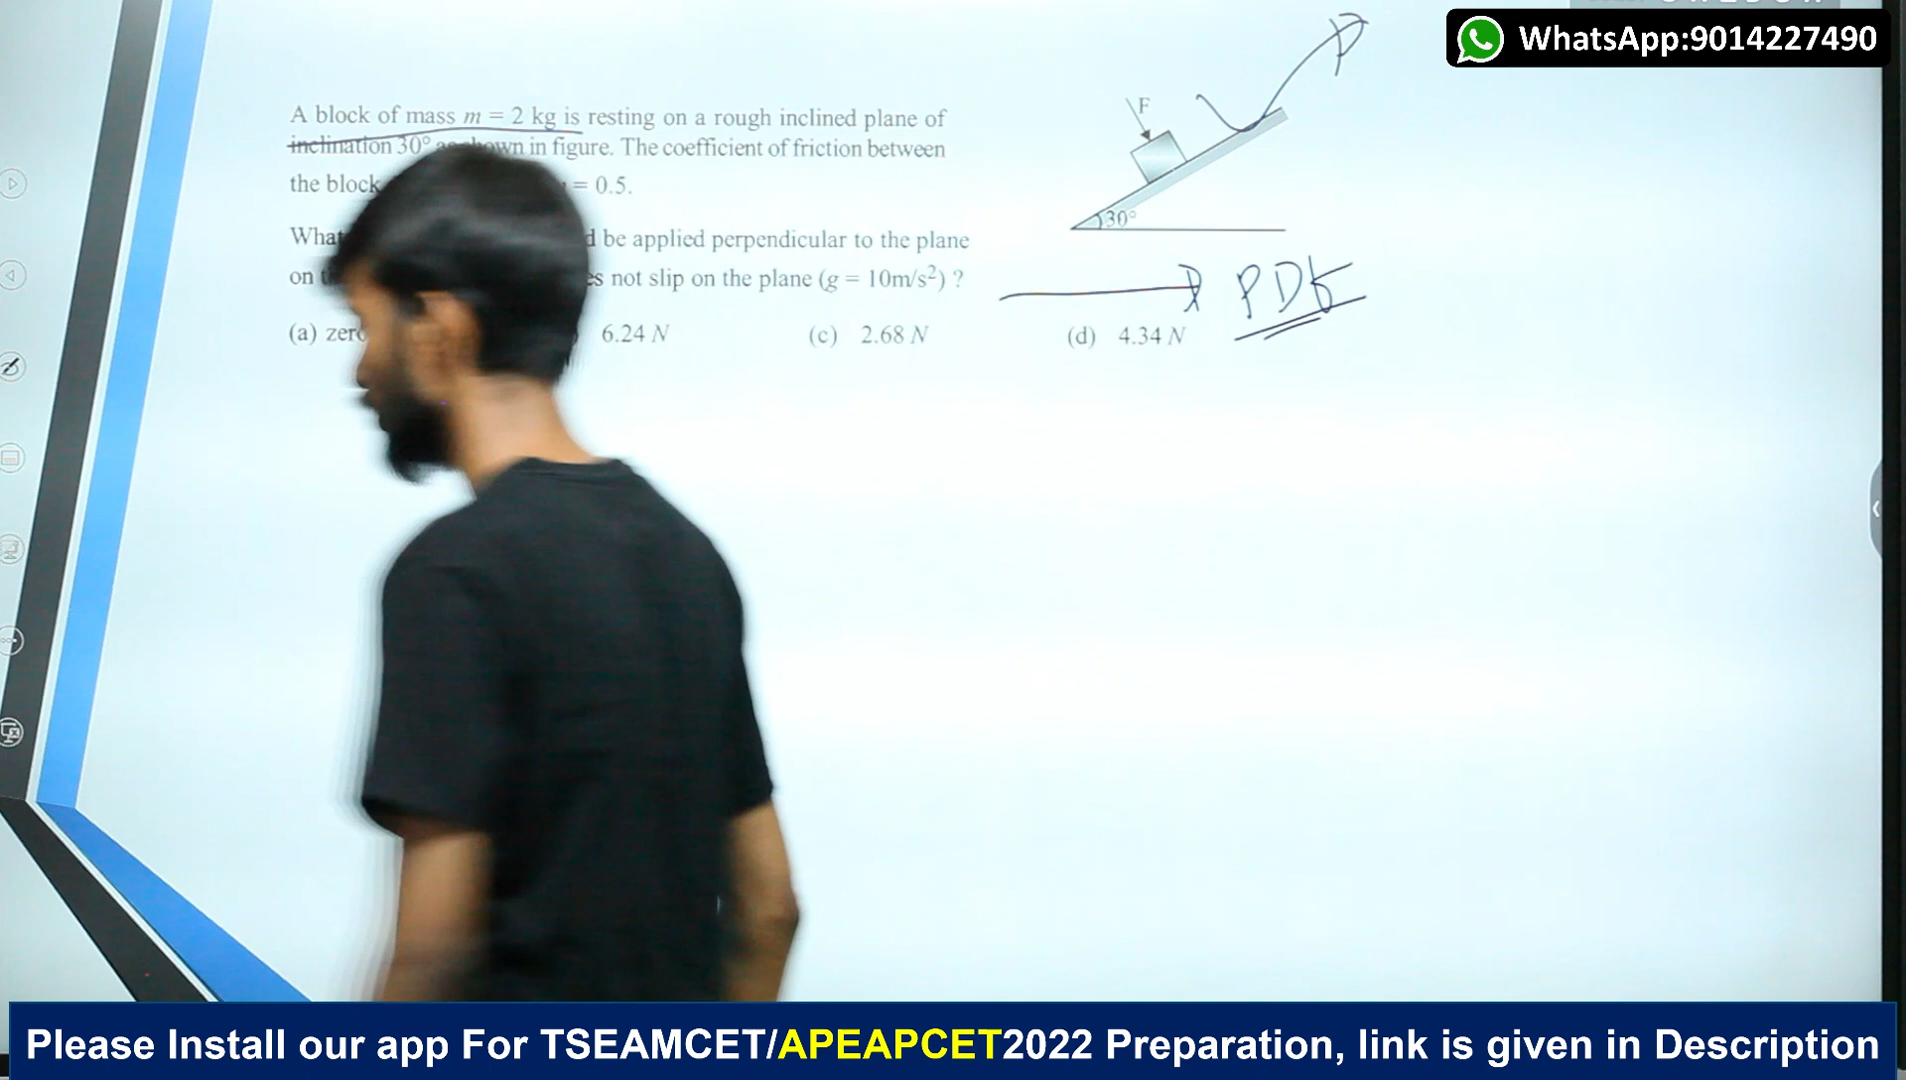 WhatsApp:9014227490
A block of mass m = 2 kg is resting on a rough inclined plane of
inclination 30° as shown in figure. The coefficient of friction between
the block = 0.5.
What be applied perpendicular to the plane
on not slip on the plane (g = 10m/s²) ?
(a) zero 6.24 N (c) 2.68 N (d) 4.34 N
F
30°
Please Install our app For TSEAMCET/APEAPCET2022 Preparation, link is given in Description